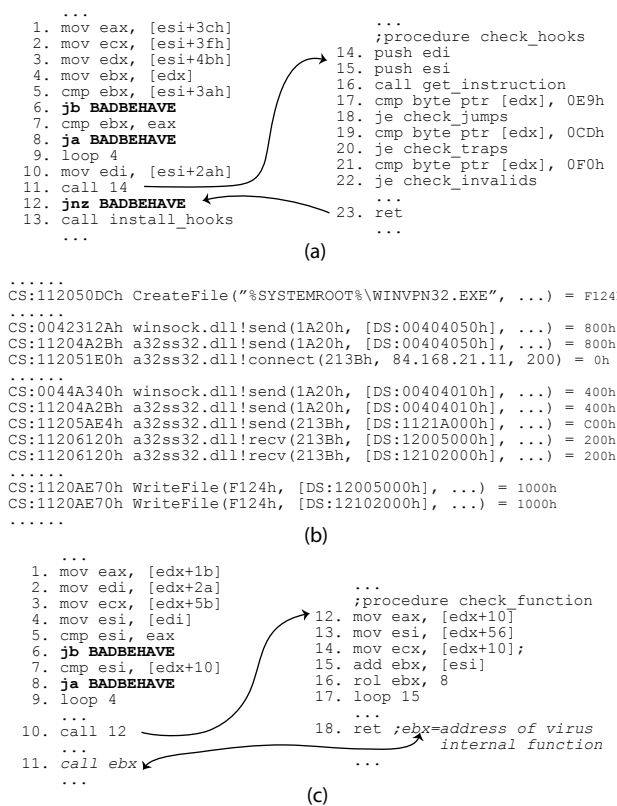 ...
1. mov eax, [esi+3ch]
2. mov ecx, [esi+3fh]
3. mov edx, [esi+4bh]
4. mov ebx, [edx]
5. cmp ebx, [esi+3ah]
6. jb BADBEHAVE
7. cmp ebx, eax
8. ja BADBEHAVE
9. loop 4
10. mov edi, [esi+2ah]
11. call 14
12. jnz BADBEHAVE
13. call install_hooks
...
...
;procedure check_hooks
14. push edi
15. push esi
16. call get_instruction
17. cmp byte ptr [edx], 0E9h
18. je check_jumps
19. cmp byte ptr [edx], 0CDh
20. je check_traps
21. cmp byte ptr [edx], 0F0h
22. je check_invalids
...
23. ret
...
(a)
......
CS:112050DCh CreateFile("%SYSTEMROOT%\WINVPN32.EXE", ...) = F124
......
CS:0042312Ah winsock.dll!send(1A20h, [DS:00404050h], ...) = 800h
CS:11204A2Bh a32ss32.dll!send(1A20h, [DS:00404050h], ...) = 800h
CS:112051E0h a32ss32.dll!connect(213Bh, 84.168.21.11, 200) = 0h
......
CS:0044A340h winsock.dll!send(1A20h, [DS:00404010h], ...) = 400h
CS:11204A2Bh a32ss32.dll!send(1A20h, [DS:00404010h], ...) = 400h
CS:11205AE4h a32ss32.dll!send(213Bh, [DS:1121A000h], ...) = C00h
CS:11206120h a32ss32.dll!recv(213Bh, [DS:12005000h], ...) = 200h
CS:11206120h a32ss32.dll!recv(213Bh, [DS:12102000h], ...) = 200h
......
CS:1120AE70h WriteFile(F124h, [DS:12005000h], ...) = 1000h
CS:1120AE70h WriteFile(F124h, [DS:12102000h], ...) = 1000h
......
(b)
...
1. mov eax, [edx+1b]
2. mov edi, [edx+2a]
3. mov ecx, [edx+5b]
4. mov esi, [edi]
5. cmp esi, eax
6. jb BADBEHAVE
7. cmp esi, [edx+10]
8. ja BADBEHAVE
9. loop 4
...
10. call 12
...
11. call ebx
...
...
;procedure check_function
12. mov eax, [edx+10]
13. mov esi, [edx+56]
14. mov ecx, [edx+10];
15. add ebx, [esi]
16. rol ebx, 8
17. loop 15
...
18. ret ;ebx=address of virus
internal function
...
(c)